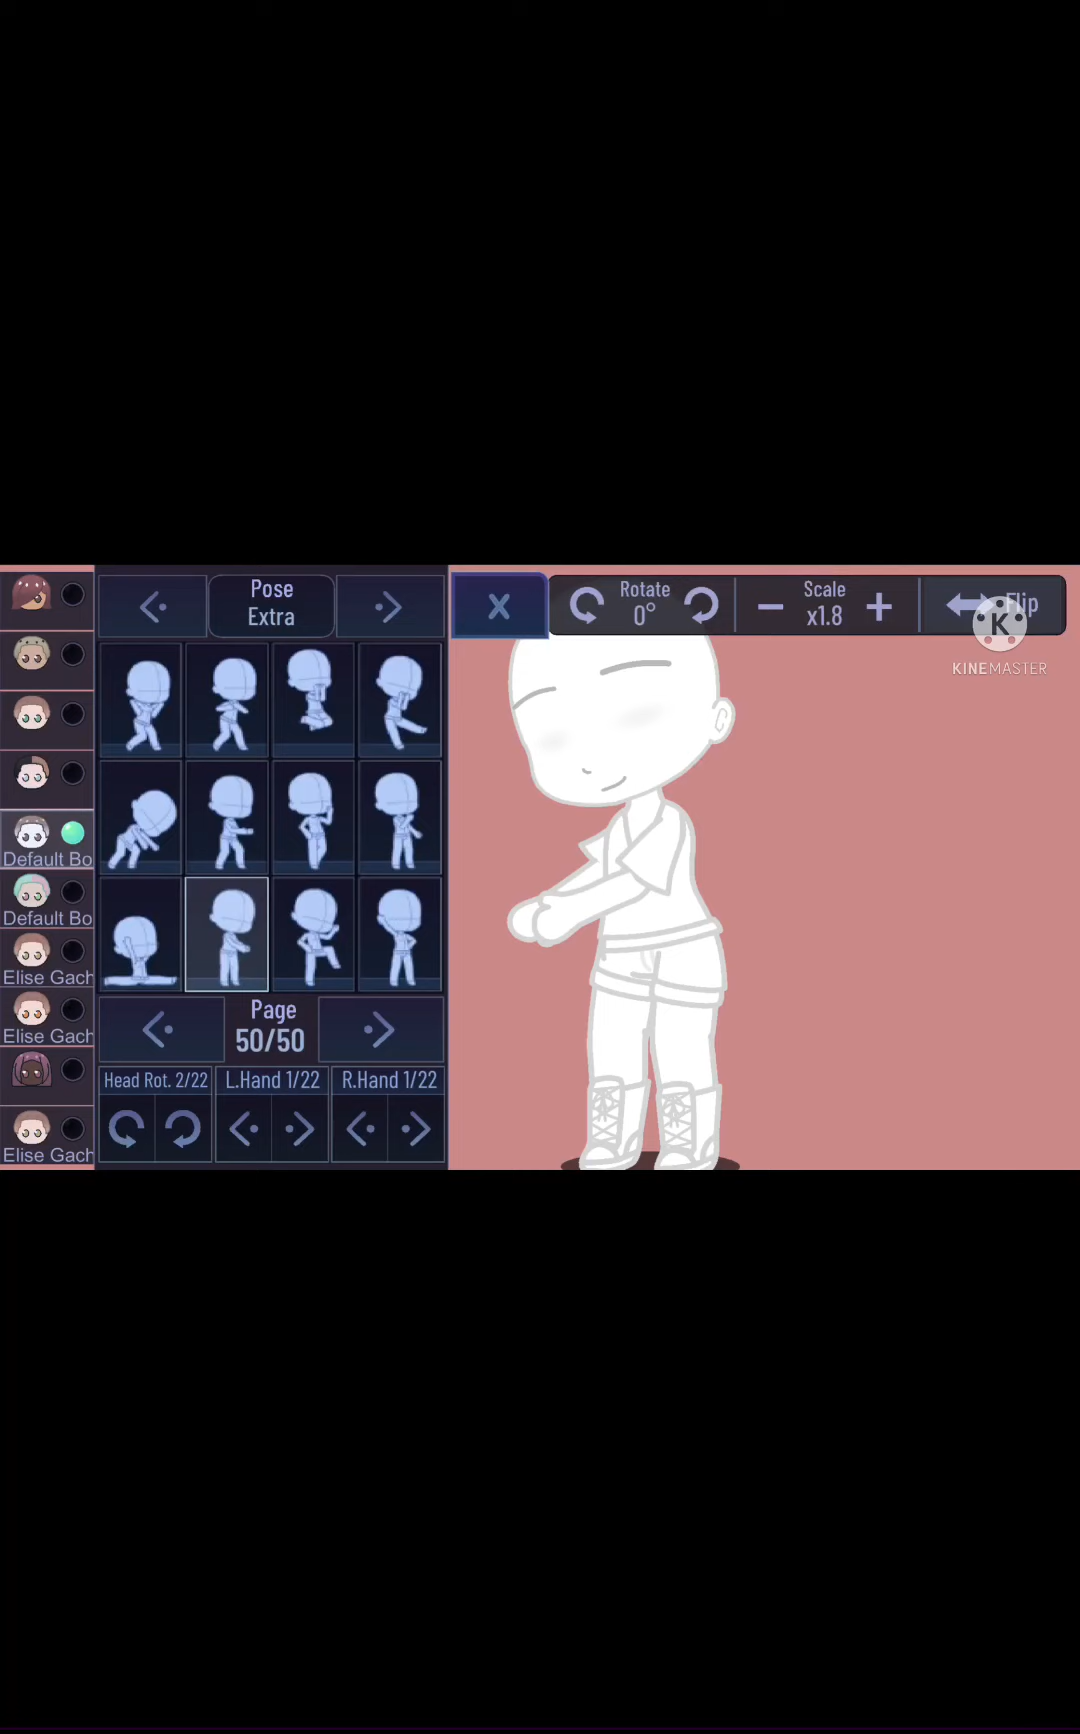 Pose
Extra
X
Rotate
0°
Scale
x1.8
Flip
K
KINEMASTER
Default Bo
Default Bo
Elise Gach
Elise Gach
Elise Gach
Page
50/50
Head Rot. 2/22
L.Hand 1/22
R.Hand 1/22